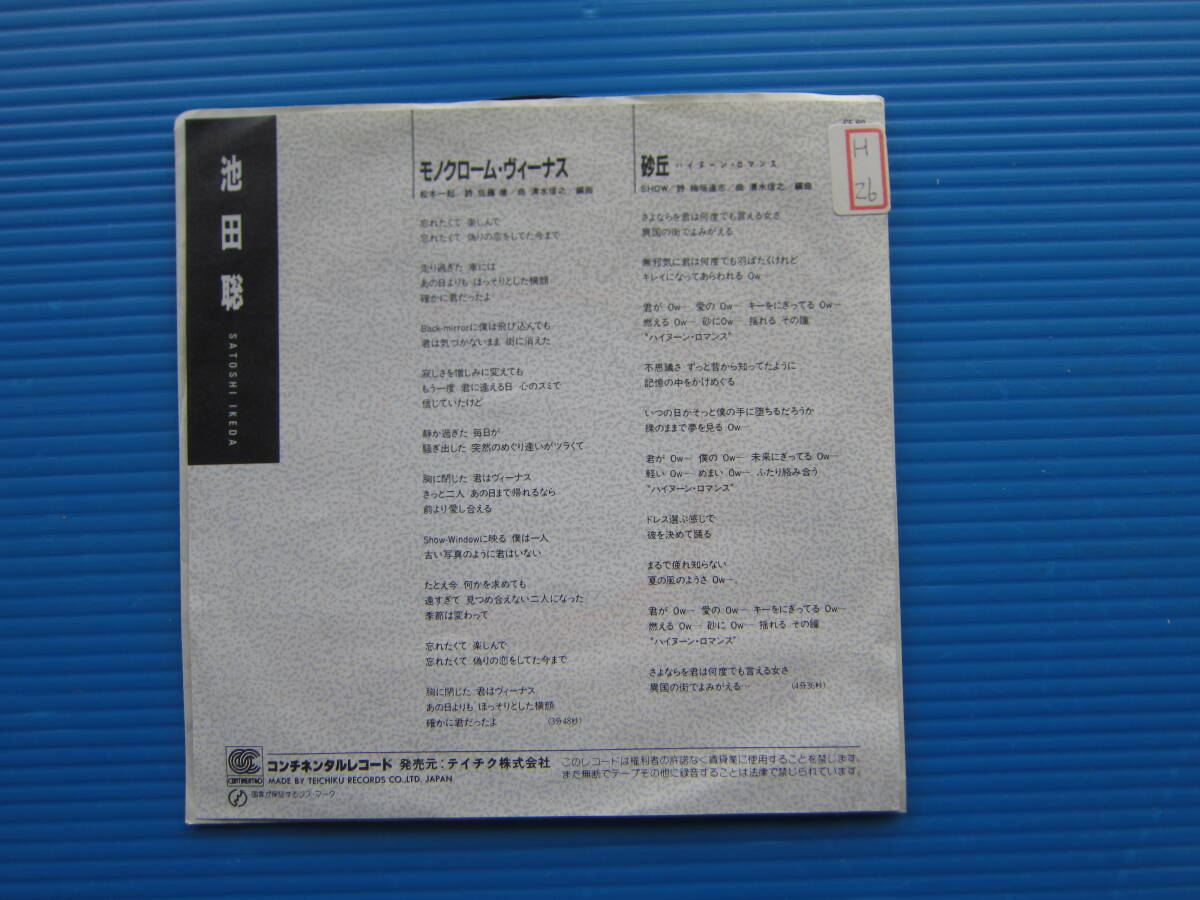 池田聡
SATOSHI IKEDA
モノクローム・ヴィーナス
松本一起/詩 佐藤 健/曲 清水信之/編曲
忘れたくて 楽しんで
忘れたくて 偽りの恋をしてた今まで
走り過ぎた 車には
あの日よりも ほっそりとした横顔
確かに君だったよ
Back-mirrorに僕は飛び込んでも
君は気づかないまま 街に消えた
寂しさを憎しみに変えても
もう一度 君に逢える日 心のスミで
信じていたけど
静か過ぎた 毎日が
騒ぎ出した 突然のめぐり逢いがツラくて
胸に閉じた 君はヴィーナス
きっと二人 あの日まで帰れるなら
前より愛し合える
Show-Windowに映る 僕は一人
古い写真のように君はいない
たとえ今 何かを求めても
遠すぎて 見つめ合えない二人になった
季節は変わって
忘れたくて 楽しんで
忘れたくて 偽りの恋をしてた今まで
胸に閉じた 君はヴィーナス
あの日よりも ほっそりとした横顔
確かに君だったよ (3分48秒)
砂丘 ハイヌーン・ロマンス
SHOW/詩 梅垣達志/曲 清水信之/編曲
さよならを君は何度でも言える女さ
異国の街でよみがえる
無邪気に君は何度でも羽ばたくけれど
キレイになってあらわれる Ow…
君が Ow… 愛の Ow… キーをにぎってる Ow…
燃える Ow… 砂にOw… 揺れる その瞳
“ハイヌーン・ロマンス”
不思議さ ずっと昔から知ってたように
記憶の中をかけめぐる
いつの日かそっと僕の手に堕ちるだろうか
裸のままで夢を見る Ow…
君が Ow… 僕の Ow… 未来にぎってる Ow…
軽い Ow… めまい Ow… ふたり絡み合う
“ハイヌーン・ロマンス”
ドレス選ぶ感じで
彼を決めて踊る
まるで疲れ知らない
夏の風のようさ Ow…
君が Ow… 愛の Ow… キーをにぎってる Ow…
燃える Ow… 砂に Ow… 揺れる その瞳
“ハイヌーン・ロマンス”
さよならを君は何度でも言える女さ
異国の街でよみがえる… (4分36秒)
H
26
CONTINENTAL
コンチネンタルレコード 発売元：テイチク株式会社
MADE BY TEICHIKU RECORDS CO.LTD. JAPAN
国家が保証するジス・マーク
このレコードは権利者の許諾なく賃貸業に使用することを禁じます。
また無断でテープその他に録音することは法律で禁じられています。